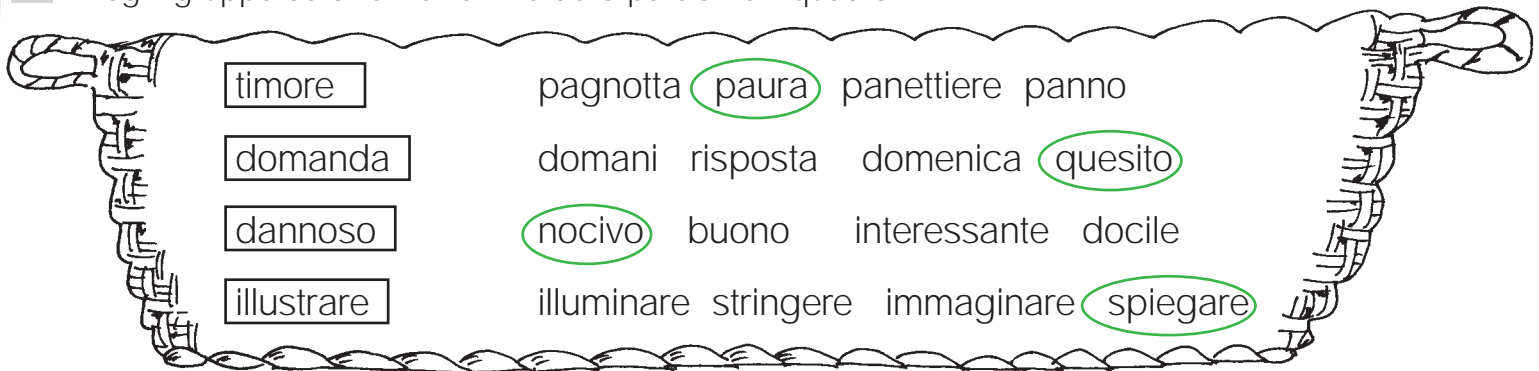 timore pagnotta paura panettiere panno
domanda domani risposta domenica quesito
dannoso nocivo buono interessante docile
illustrare illuminare stringere immaginare spiegare